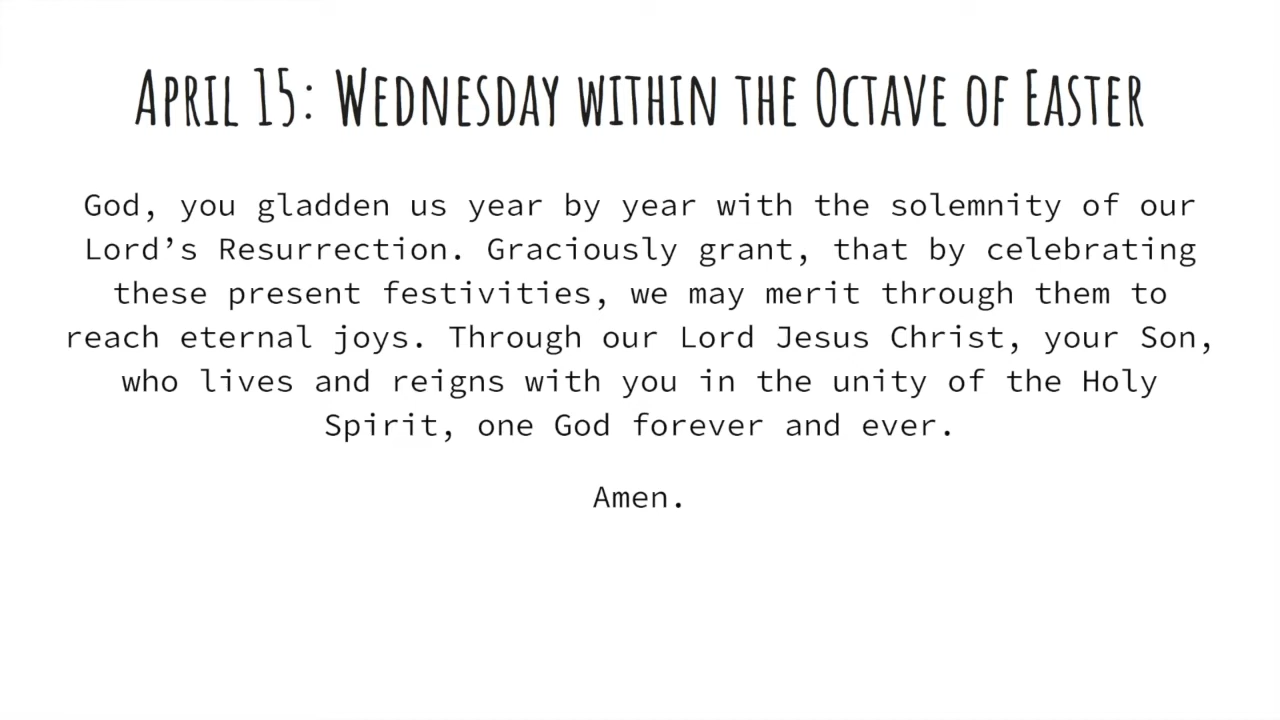 April 15: Wednesday within the Octave of Easter
God, you gladden us year by year with the solemnity of our
Lord’s Resurrection. Graciously grant, that by celebrating
these present festivities, we may merit through them to
reach eternal joys. Through our Lord Jesus Christ, your Son,
who lives and reigns with you in the unity of the Holy
Spirit, one God forever and ever.
Amen.